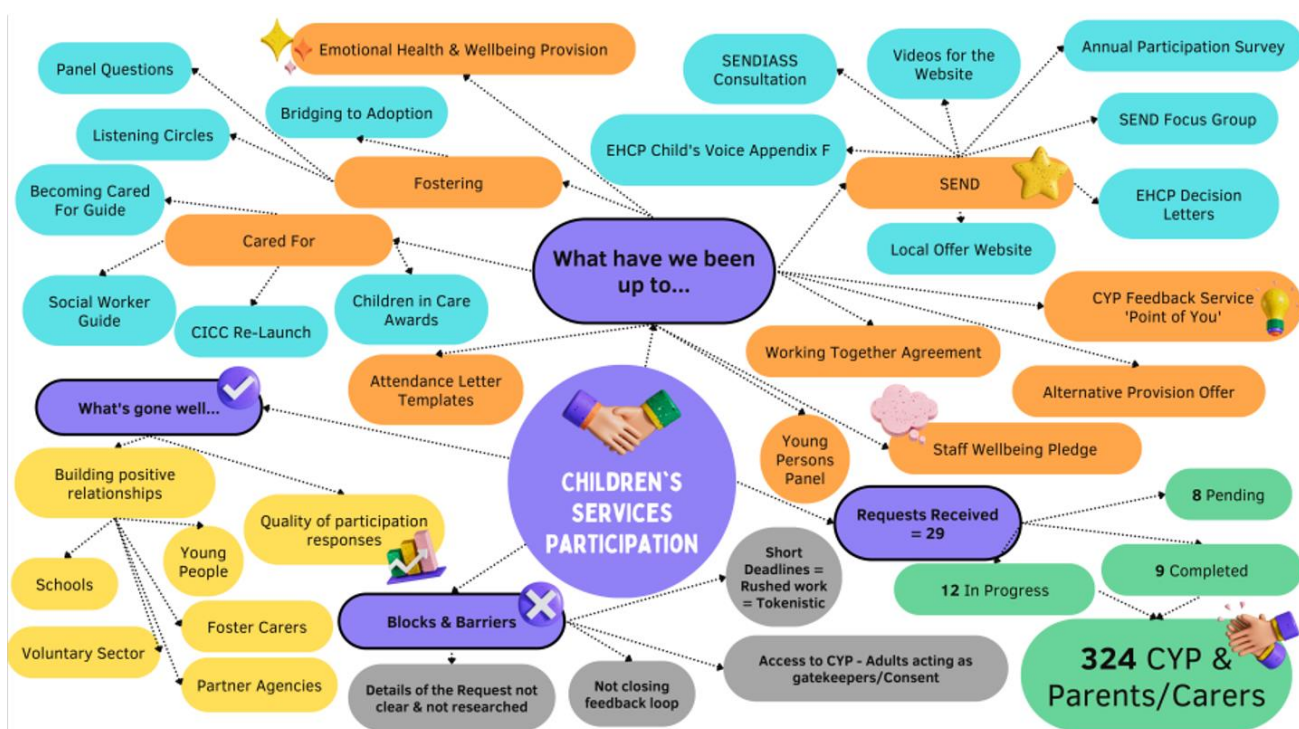 Emotional Health & Wellbeing Provision
Panel Questions
Bridging to Adoption
Listening Circles
Fostering
Becoming Cared
For Guide
Cared For
Social Worker
Guide
CICC Re-Launch
Children in Care
Awards
Attendance Letter
Templates
What have we been
up to...
SENDIASS
Consultation
Videos for the
Website
Annual Participation Survey
SEND Focus Group
EHCP Child's Voice Appendix F
SEND
EHCP Decision
Letters
Local Offer Website
CYP Feedback Service
'Point of You'
Working Together Agreement
Alternative Provision Offer
Young
Persons
Panel
Staff Wellbeing Pledge
CHILDREN`S
SERVICES
PARTICIPATION
What's gone well...
Building positive
relationships
Quality of participation
responses
Young
People
Schools
Foster Carers
Voluntary Sector
Partner Agencies
Blocks & Barriers
Short
Deadlines =
Rushed work
= Tokenistic
Access to CYP - Adults acting as
gatekeepers/Consent
Not closing
feedback loop
Details of the Request not
clear & not researched
Requests Received
= 29
8 Pending
9 Completed
12 In Progress
324 CYP &
Parents/Carers